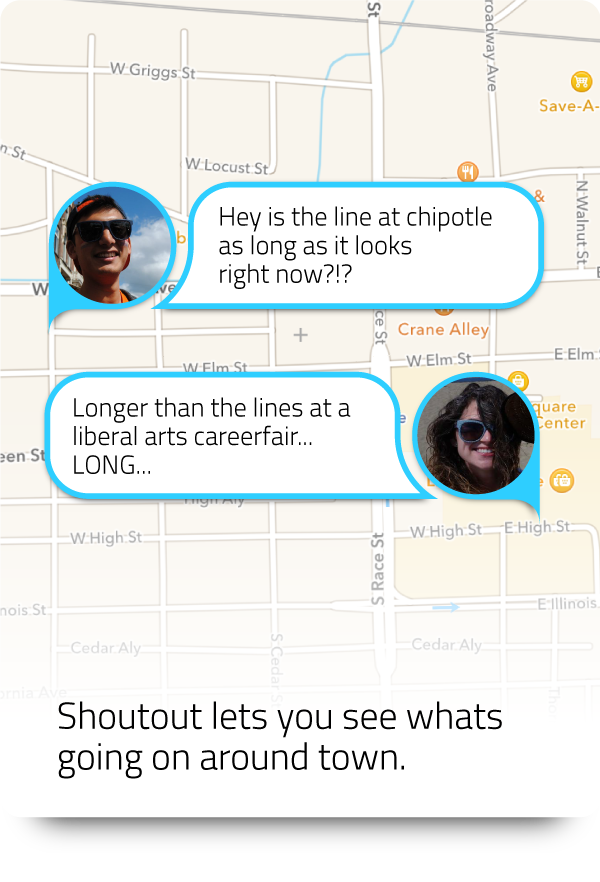 St
roadway Ave
W Griggs St
Save-A-
n St
W Locust St
&
N Walnut St
Hey is the line at chipotle
as long as it looks
right now?!?
b
W
ve
ce St
Crane Alley
W Elm St
E Elm
W Elm St
Longer than the lines at a
liberal arts careerfair...
LONG...
quare
Center
e
een St
High Aly
W High St
W High St
E High St
S Race St
nois St
E Illinois
Cedar Aly
Cedar Aly
S Cedar St
ornia Ave
Shoutout lets you see whats
going on around town.